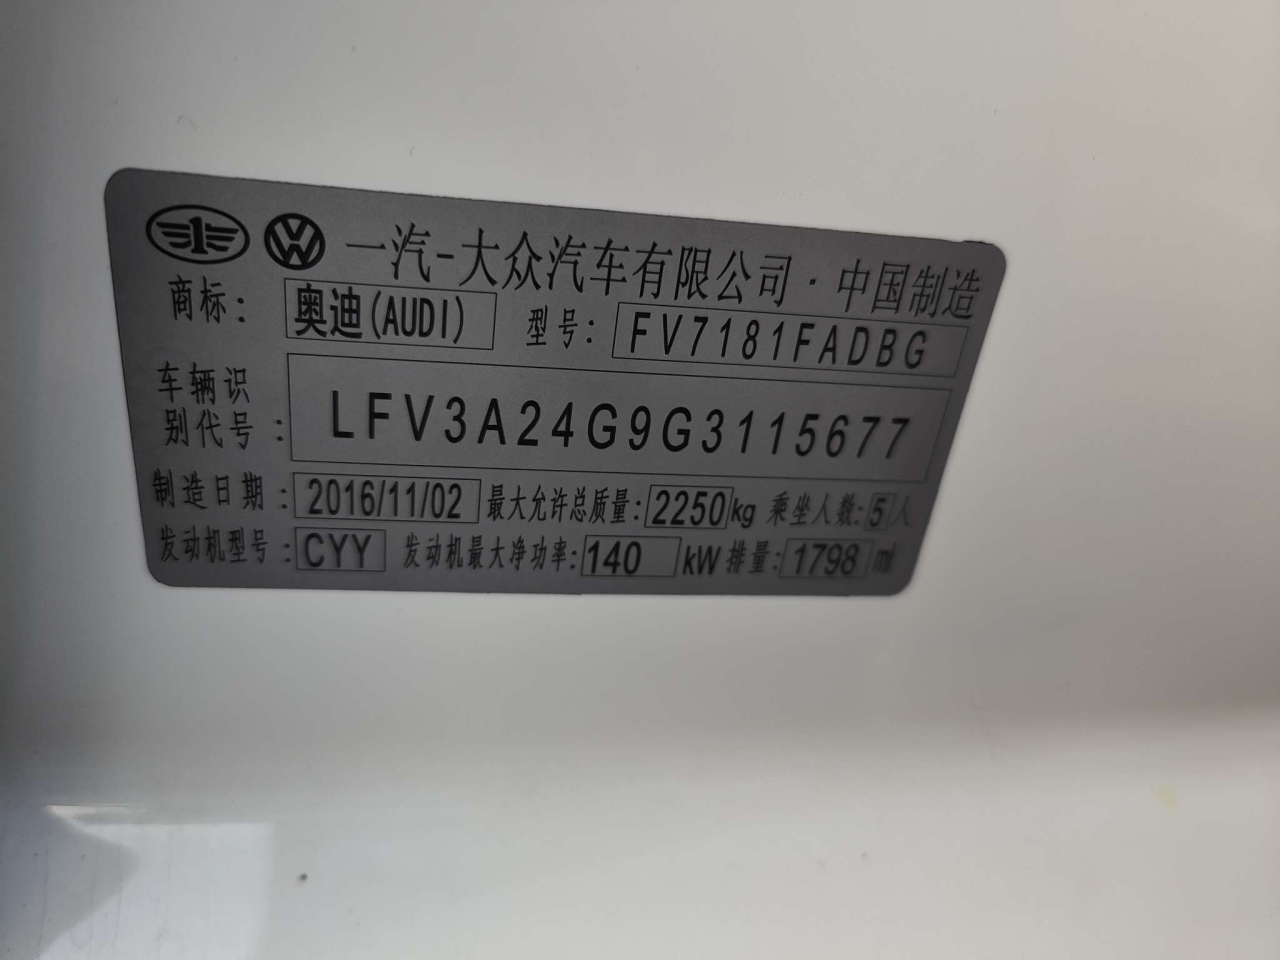 一汽-大众汽车有限公司·中国制造
商标: 奥迪(AUDI) 型号: FV7181FADBG
车辆识
别代号: LFV3A24G9G3115677
制造日期: 2016/11/02 最大允许总质量: 2250kg 乘坐人数: 5人
发动机型号: CYY 发动机最大净功率: 140 kW 排量: 1798 ml